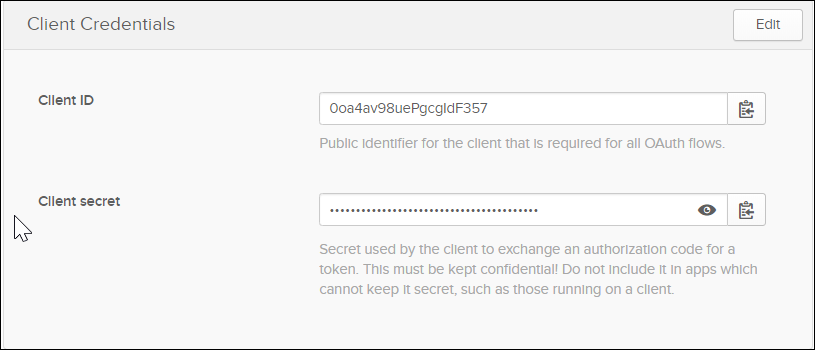 Client Credentials
Edit
Client ID
0oa4av98uePgcgIdF357
Public identifier for the client that is required for all OAuth flows.
Client secret
••••••••••••••••••••••••••••••••••••••••
Secret used by the client to exchange an authorization code for a
token. This must be kept confidential! Do not include it in apps which
cannot keep it secret, such as those running on a client.